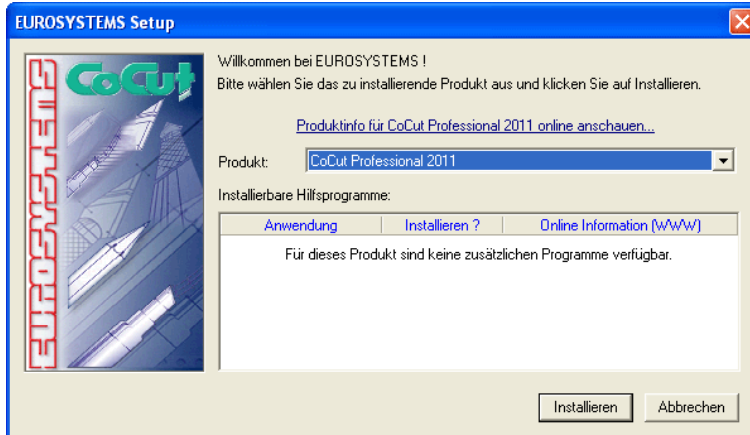 EUROSYSTEMS Setup
EUROSYSTEMS
CoCut
Willkommen bei EUROSYSTEMS !
Bitte wählen Sie das zu installierende Produkt aus und klicken Sie auf Installieren.
Produktinfo für CoCut Professional 2011 online anschauen...
Produkt: CoCut Professional 2011
Installierbare Hilfsprogramme:
Anwendung Installieren ? Online Information (WWW)
Für dieses Produkt sind keine zusätzlichen Programme verfügbar.
Installieren Abbrechen